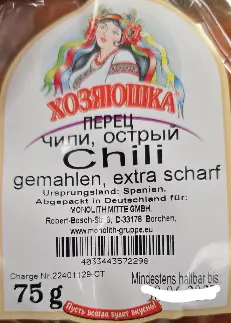 ХОЗЯЮШКА
ПЕРЕЦ
ЧИЛИ, ОСТРЫЙ
Chili
gemahlen, extra scharf
Ursprungsland: Spanien.
Abgepackt in Deutschland für:
MONOLITH MITTE GMBH.
Robert-Bosch-Str. 6, D-33178 Borchen.
www.monolith-gruppe.eu
4033443572298
Charge Nr.22401129-CT
Mindestens haltbar bis:
75 g
Пусть всегда будет вкусно!